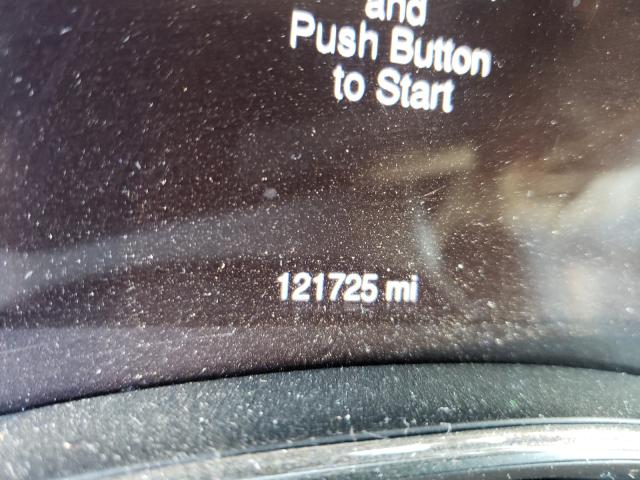 and
Push Button
to Start
121725 mi